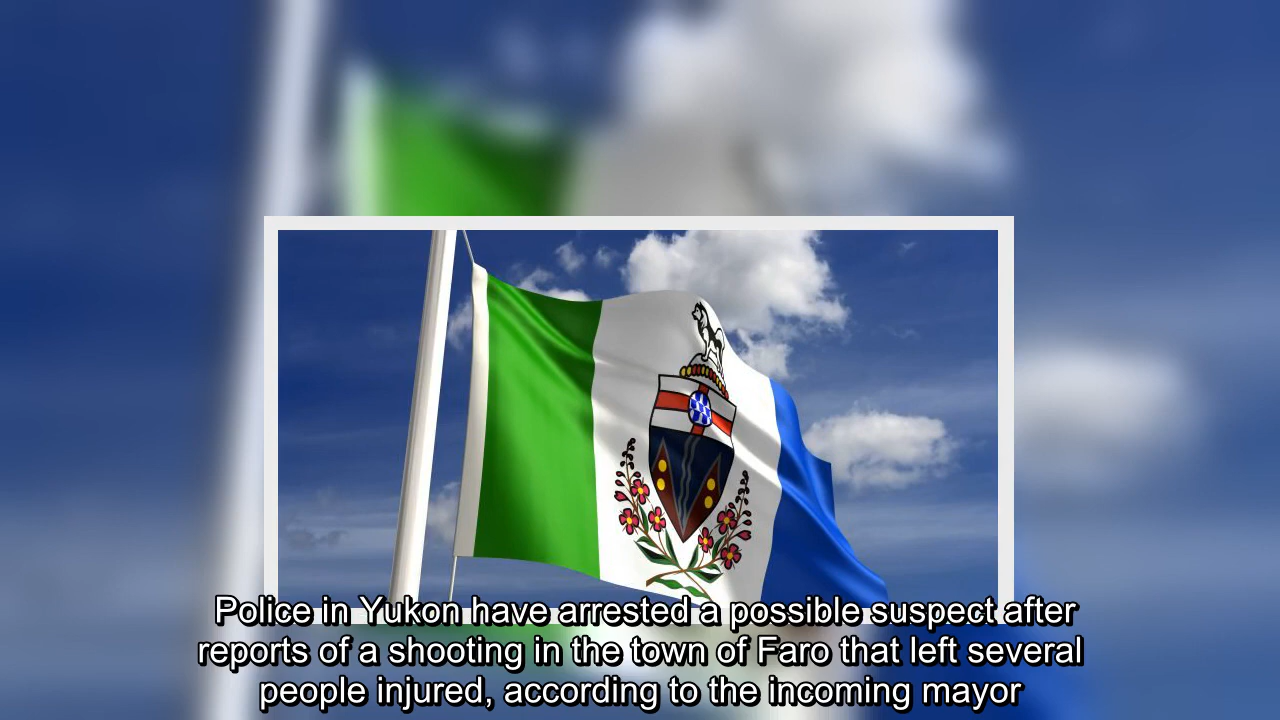 Police in Yukon have arrested a possible suspect after
reports of a shooting in the town of Faro that left several
people injured, according to the incoming mayor